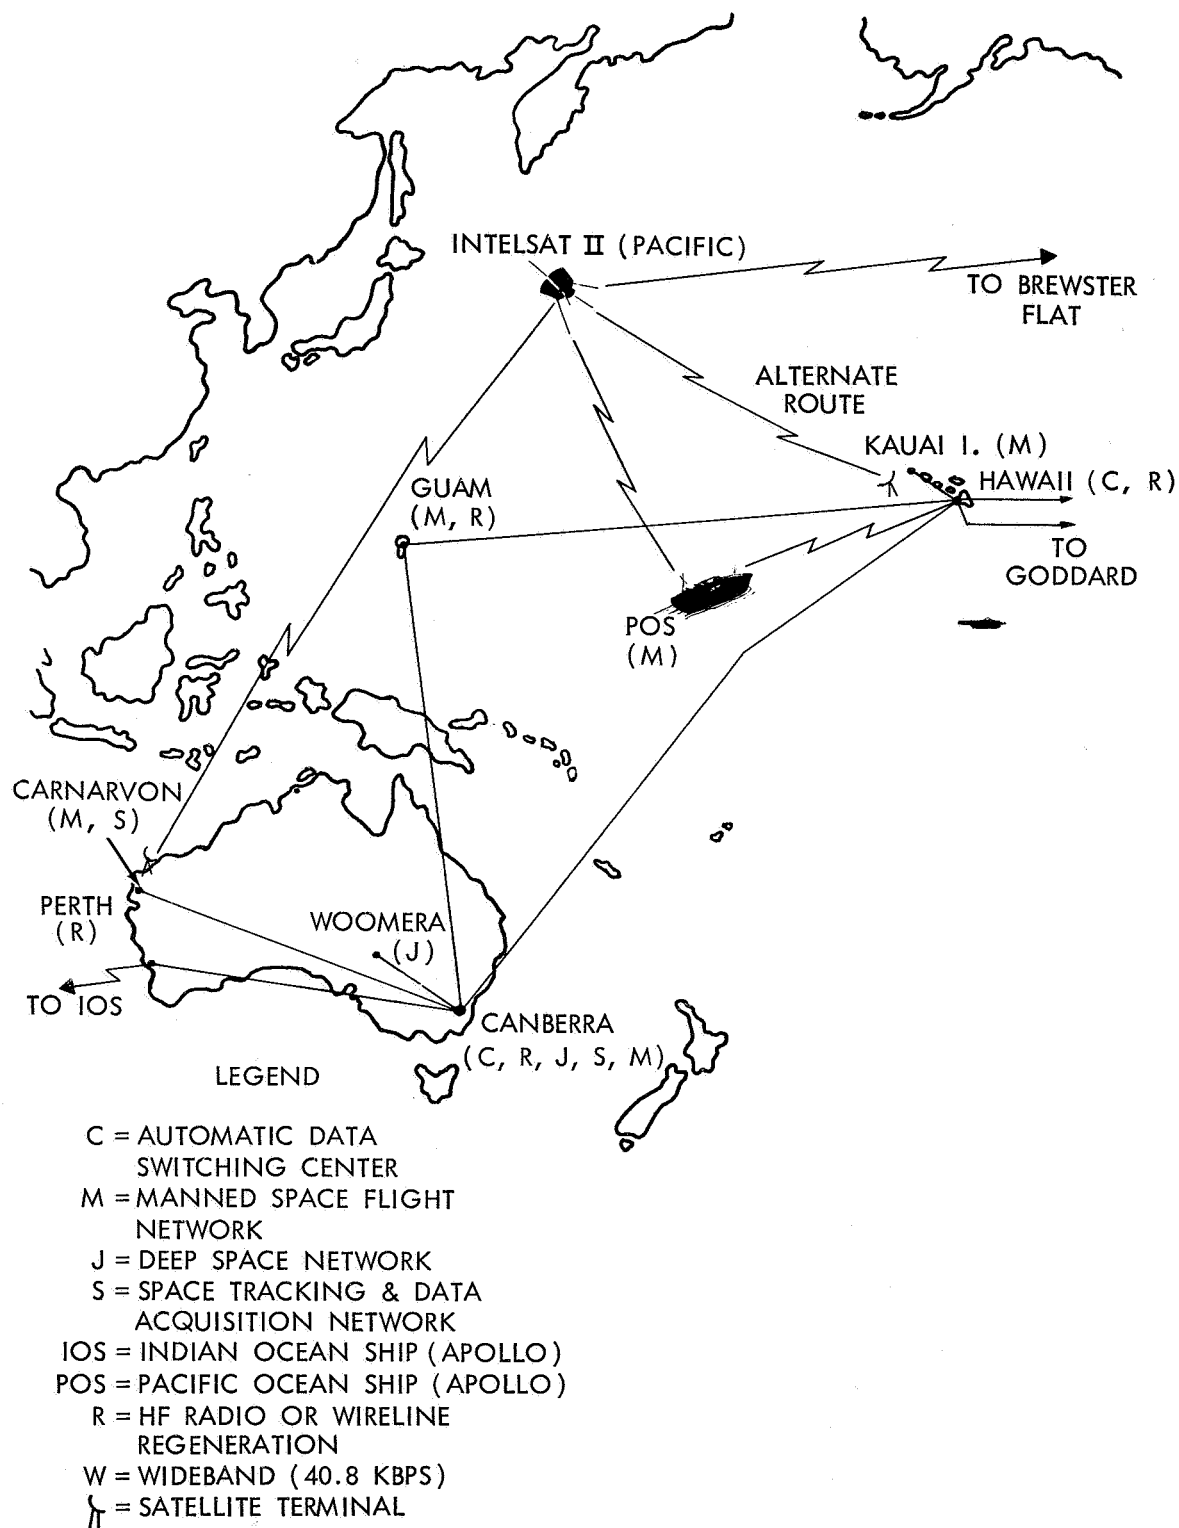 INTELSAT II (PACIFIC)
TO BREWSTER
FLAT
ALTERNATE
ROUTE
KAUAI I. (M)
HAWAII (C, R)
GUAM
(M, R)
TO
GODDARD
POS
(M)
CARNARVON
(M, S)
PERTH
(R)
WOOMERA
(J)
TO IOS
CANBERRA
(C, R, J, S, M)
LEGEND
C = AUTOMATIC DATA
SWITCHING CENTER
M = MANNED SPACE FLIGHT
NETWORK
J = DEEP SPACE NETWORK
S = SPACE TRACKING & DATA
ACQUISITION NETWORK
IOS = INDIAN OCEAN SHIP (APOLLO)
POS = PACIFIC OCEAN SHIP (APOLLO)
R = HF RADIO OR WIRELINE
REGENERATION
W = WIDEBAND (40.8 KBPS)
= SATELLITE TERMINAL